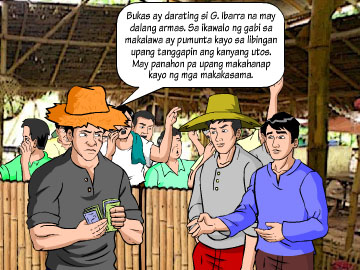 Bukas ay darating si G. Ibarra na may
dalang armas. Sa ikawalo ng gabi sa
makalawa ay pumunta kayo sa libingan
upang tanggapin ang kanyang utos.
May panahon pa upang makahanap
kayo ng mga makakasama.